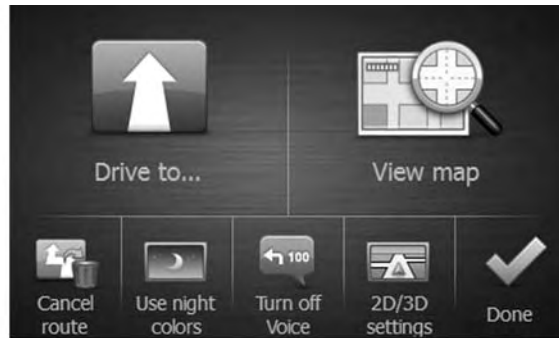 Drive to...
View map
100
Cancel
route
Use night
colors
Turn off
Voice
2D/3D
settings
Done